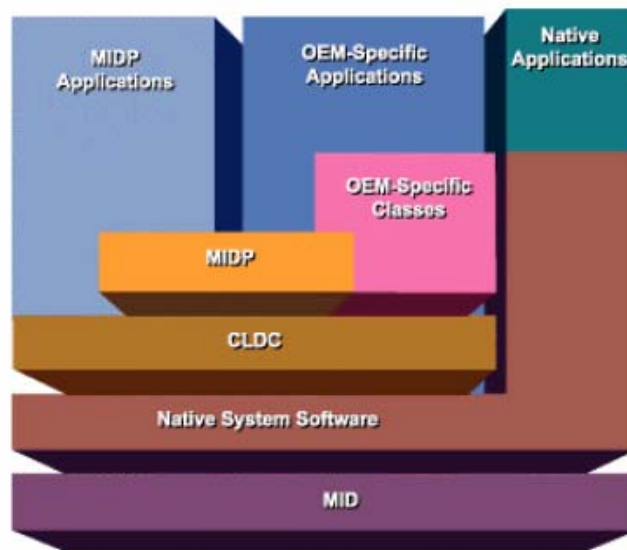 MIDP
Applications
OEM-Specific
Applications
Native
Applications
OEM-Specific
Classes
MIDP
CLDC
Native System Software
MID